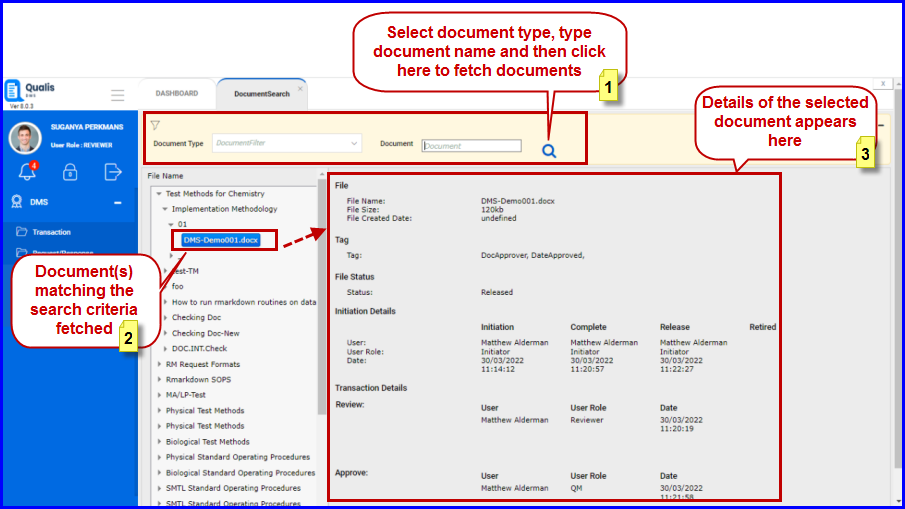 Select document type, type
document name and then click
here to fetch documents
1
Qualis
DMS
Ver 8.0.3
DASHBOARD
DocumentSearch
x
Details of the selected
document appears
here
3
SUGANYA PERKMANS
User Role : REVIEWER
4
Document Type
DocumentFilter
Document
Document
DMS
Transaction
Request/Response
File Name
Test Methods for Chemistry
Implementation Methodology
01
DMS-Demo001.docx
Test-TM
foo
How to run rmarkdown routines on data
Checking Doc
Checking Doc-New
DOC.INT.Check
RM Request Formats
Rmarkdown SOPS
MA/LP-Test
Physical Test Methods
Physical Test Methods
Biological Test Methods
Physical Standard Operating Procedures
Biological Standard Operating Procedures
SMTL Standard Operating Procedures
SMTL Standard Operating Procedures
Document(s)
matching the
search criteria
fetched
2
File
File Name: DMS-Demo001.docx
File Size: 120kb
File Created Date: undefined
Tag
Tag: DocApprover, DateApproved,
File Status
Status: Released
Initiation Details
Initiation Complete Release Retired
User: Matthew Alderman Matthew Alderman Matthew Alderman
User Role: Initiator Initiator Initiator
Date: 30/03/2022 30/03/2022 30/03/2022
11:14:12 11:20:57 11:22:27
Transaction Details
Review: User User Role Date
Matthew Alderman Reviewer 30/03/2022
11:20:19
Approve: User User Role Date
Matthew Alderman QM 30/03/2022
11:21:58